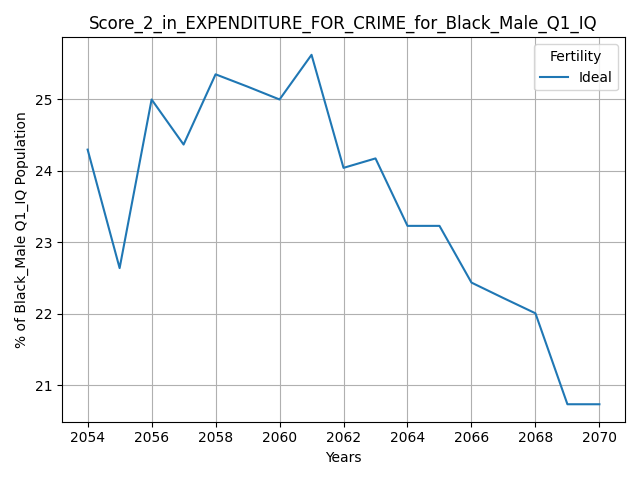 Score_2_in_EXPENDITURE_FOR_CRIME_for_Black_Male_Q1_IQ
Fertility
Ideal
% of Black_Male Q1_IQ Population
25
24
23
22
21
2054 2056 2058 2060 2062 2064 2066 2068 2070
Years